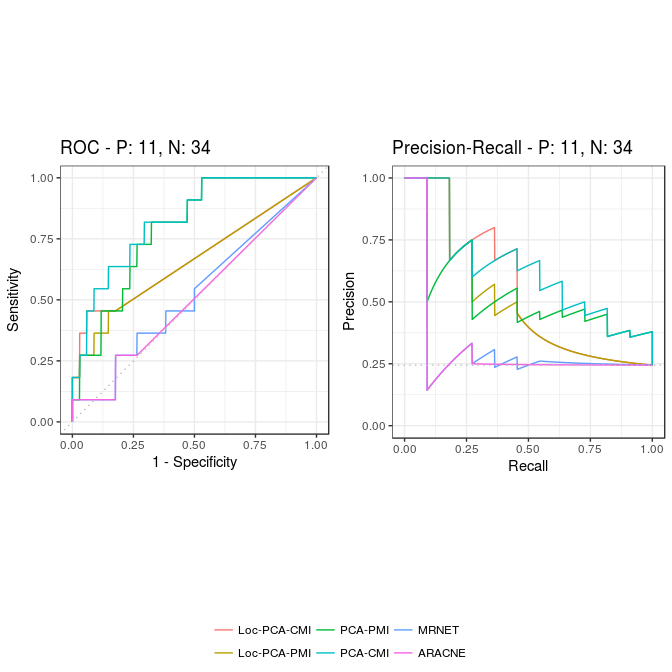 ROC - P: 11, N: 34
1.00
0.75
0.50
0.25
0.00
Sensitivity
0.00 0.25 0.50 0.75 1.00
1 - Specificity
Precision-Recall - P: 11, N: 34
1.00
0.75
0.50
0.25
0.00
Precision
0.00 0.25 0.50 0.75 1.00
Recall
Loc-PCA-CMI PCA-PMI MRNET
Loc-PCA-PMI PCA-CMI ARACNE